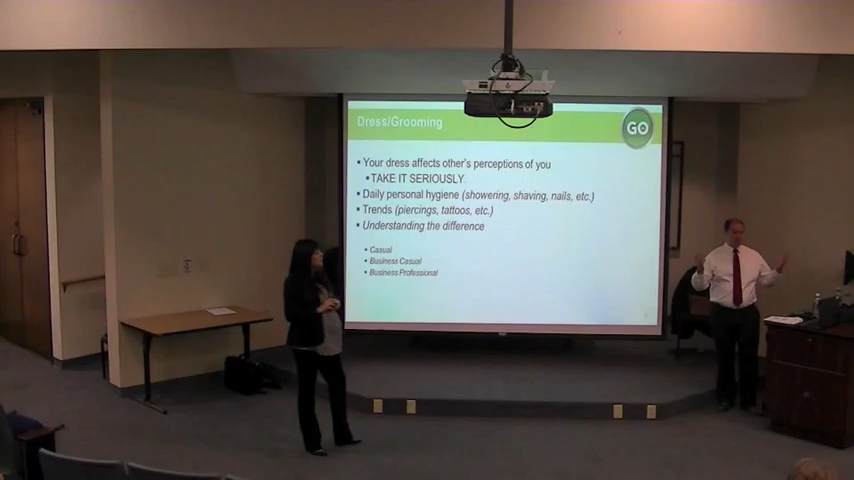 Dress/Grooming
GO
▪ Your dress affects other's perceptions of you
▪ TAKE IT SERIOUSLY.
▪ Daily personal hygiene (showering, shaving, nails, etc.)
▪ Trends (piercings, tattoos, etc.)
▪ Understanding the difference
▪ Casual
▪ Business Casual
▪ Business Professional